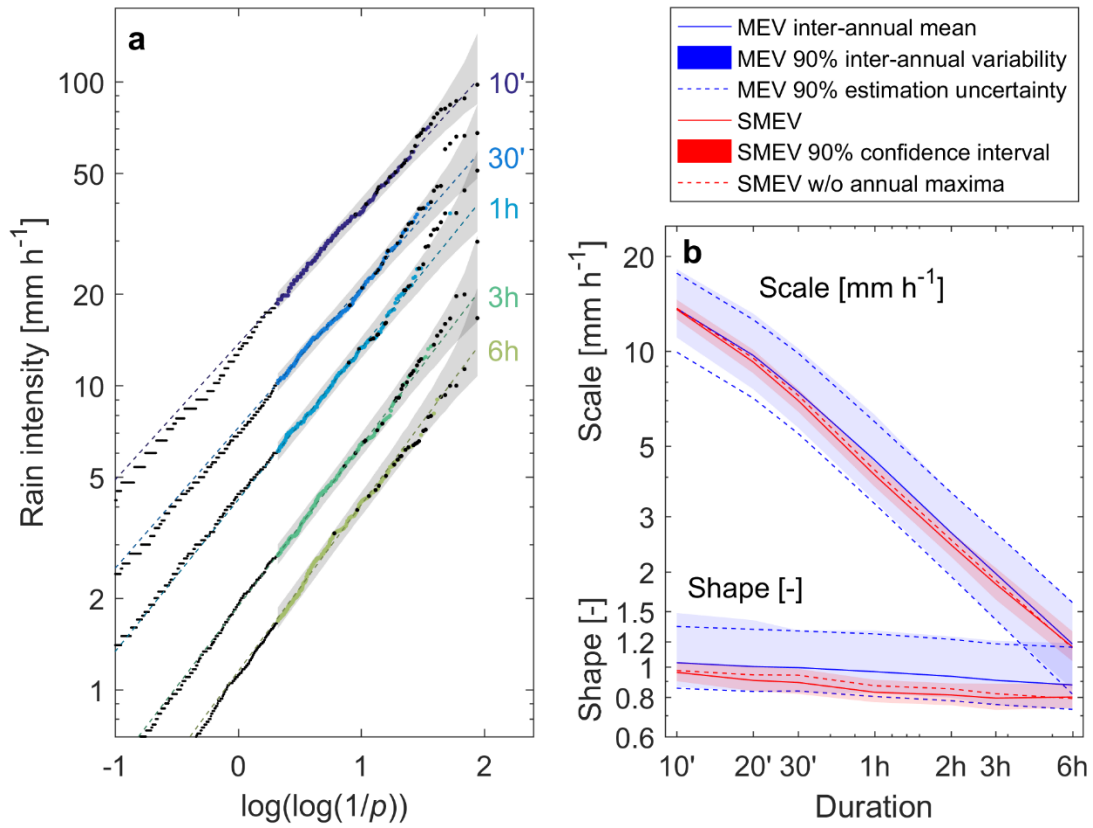 a
100
50
20
10
5
2
1
Rain intensity [mm h⁻¹]
10'
30'
1h
3h
6h
-1
0
1
2
log(log(1/p))
MEV inter-annual mean
MEV 90% inter-annual variability
MEV 90% estimation uncertainty
SMEV
SMEV 90% confidence interval
SMEV w/o annual maxima
b
Scale [mm h⁻¹]
20
10
5
3
2
1.5
1.2
1
0.8
0.6
Scale [mm h⁻¹]
Shape [-]
Shape [-]
10'
20'
30'
1h
2h
3h
6h
Duration